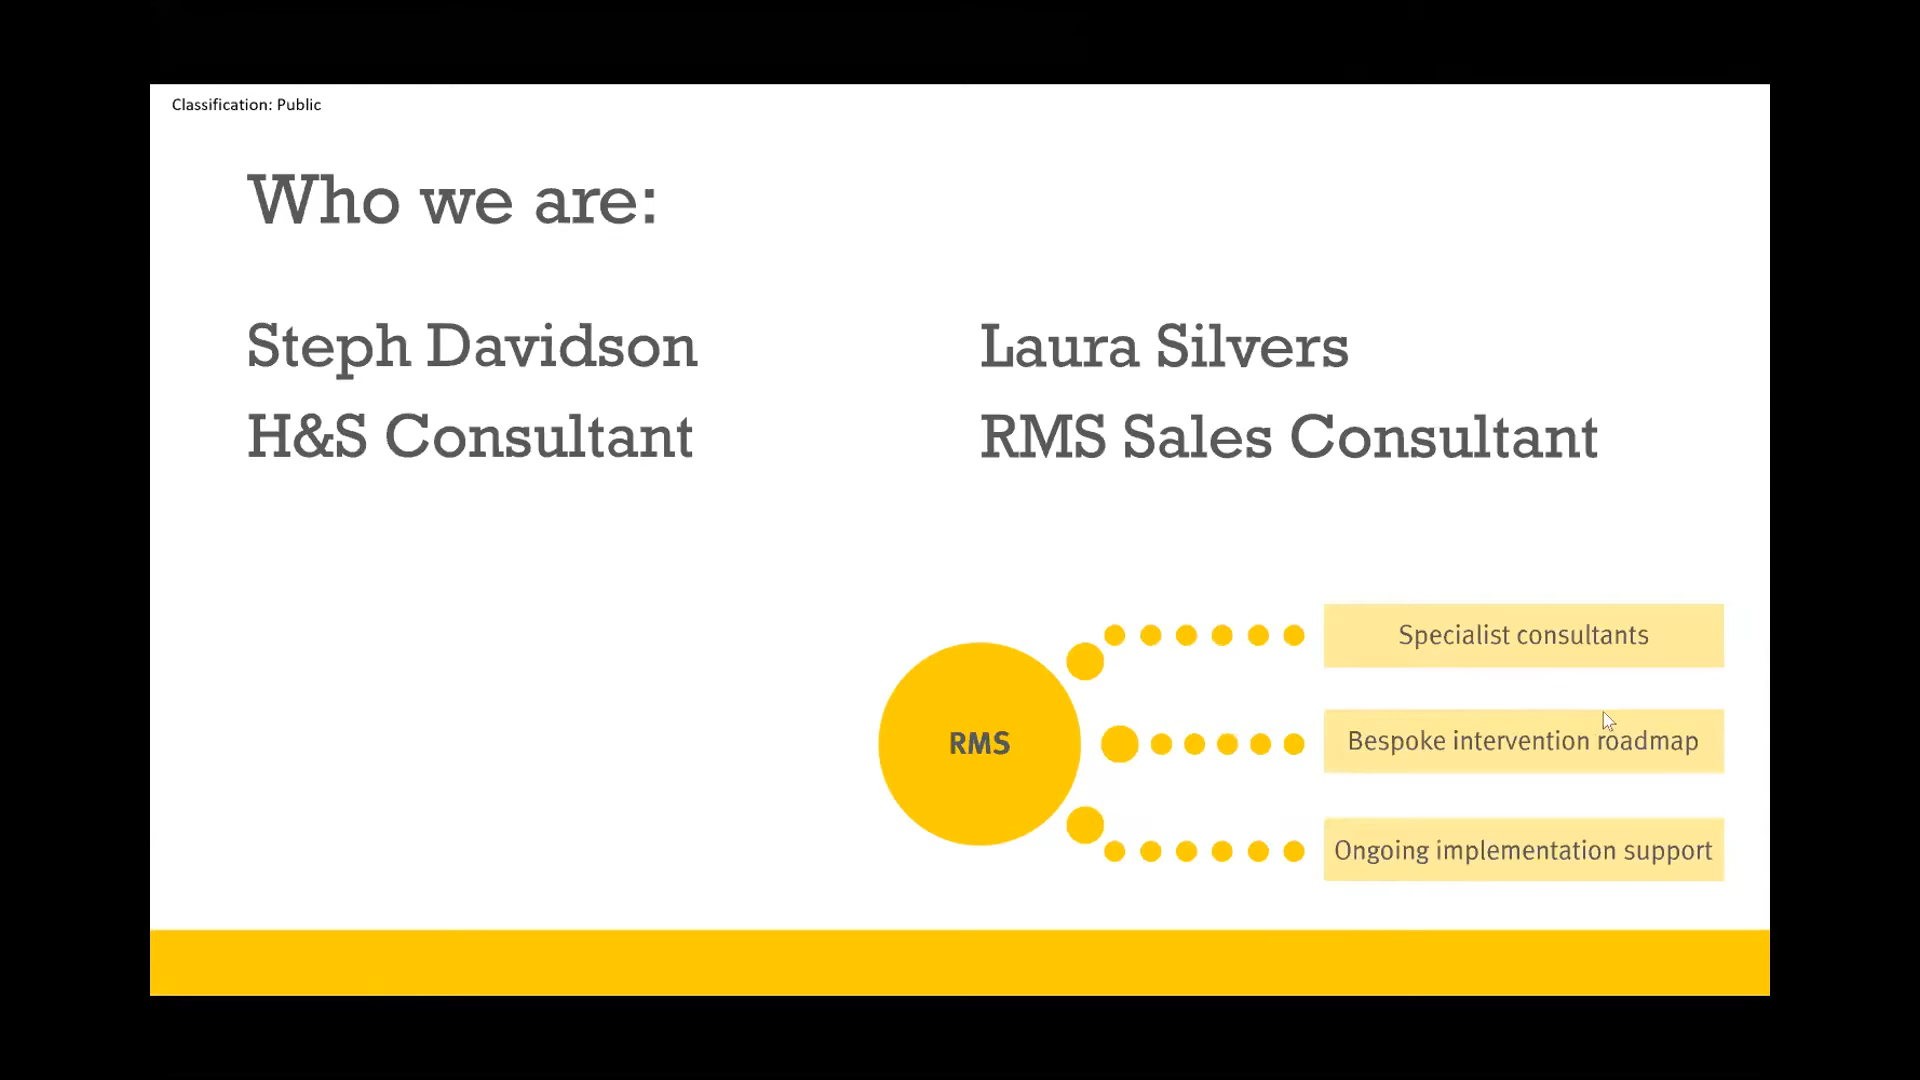 Classification: Public
Who we are:
Steph Davidson
H&S Consultant
Laura Silvers
RMS Sales Consultant
RMS
Specialist consultants
Bespoke intervention roadmap
Ongoing implementation support